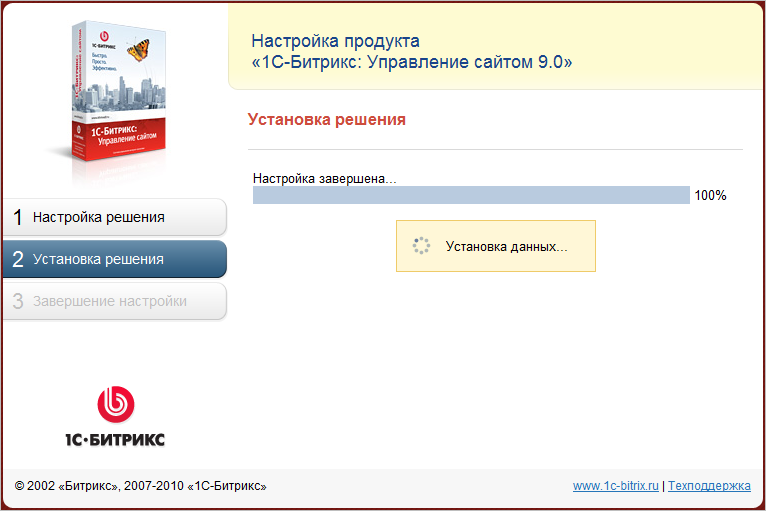 1С-БИТРИКС
Быстро.
Просто.
Эффективно.
1С-БИТРИКС:
Управление сайтом
Настройка продукта
«1С-Битрикс: Управление сайтом 9.0»
Установка решения
Настройка завершена...
100%
Установка данных...
1 Настройка решения
2 Установка решения
3 Завершение настройки
1С·БИТРИКС
© 2002 «Битрикс», 2007-2010 «1С-Битрикс»
www.1c-bitrix.ru | Техподдержка